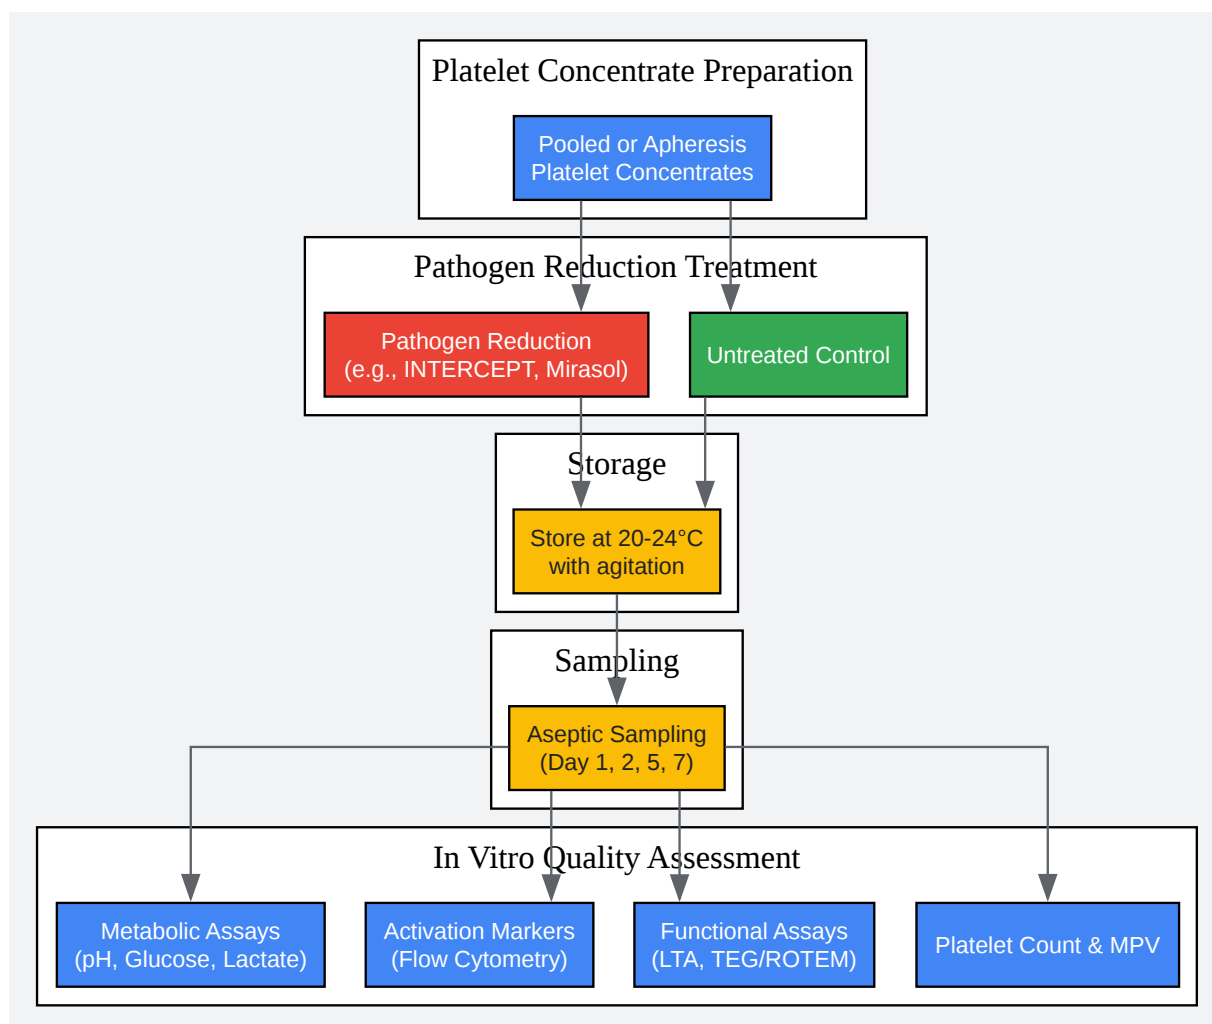 Platelet Concentrate Preparation
Pooled or Apheresis
Platelet Concentrates
Pathogen Reduction Treatment
Pathogen Reduction
(e.g., INTERCEPT, Mirasol)
Untreated Control
Storage
Store at 20-24°C
with agitation
Sampling
Aseptic Sampling
(Day 1, 2, 5, 7)
In Vitro Quality Assessment
Metabolic Assays
(pH, Glucose, Lactate)
Activation Markers
(Flow Cytometry)
Functional Assays
(LTA, TEG/ROTEM)
Platelet Count & MPV